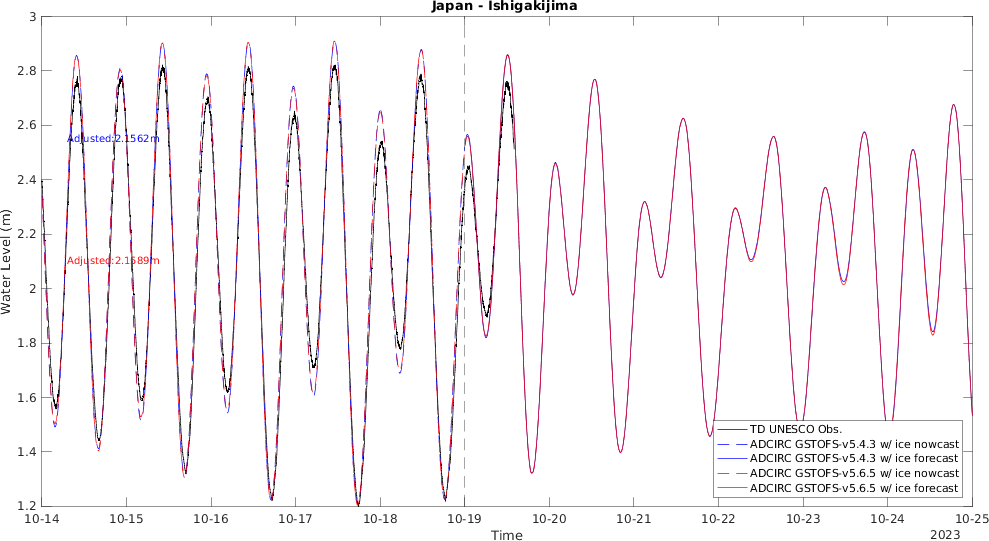 Japan - Ishigakijima
3
2.8
2.6
2.4
2.2
2
1.8
1.6
1.4
1.2
Water Level (m)
Adjusted:2.1562m
Adjusted:2.1589m
TD UNESCO Obs.
ADCIRC GSTOFS-v5.4.3 w/ ice nowcast
ADCIRC GSTOFS-v5.4.3 w/ ice forecast
ADCIRC GSTOFS-v5.6.5 w/ ice nowcast
ADCIRC GSTOFS-v5.6.5 w/ ice forecast
10-14 10-15 10-16 10-17 10-18 10-19 10-20 10-21 10-22 10-23 10-24 10-25
Time
2023